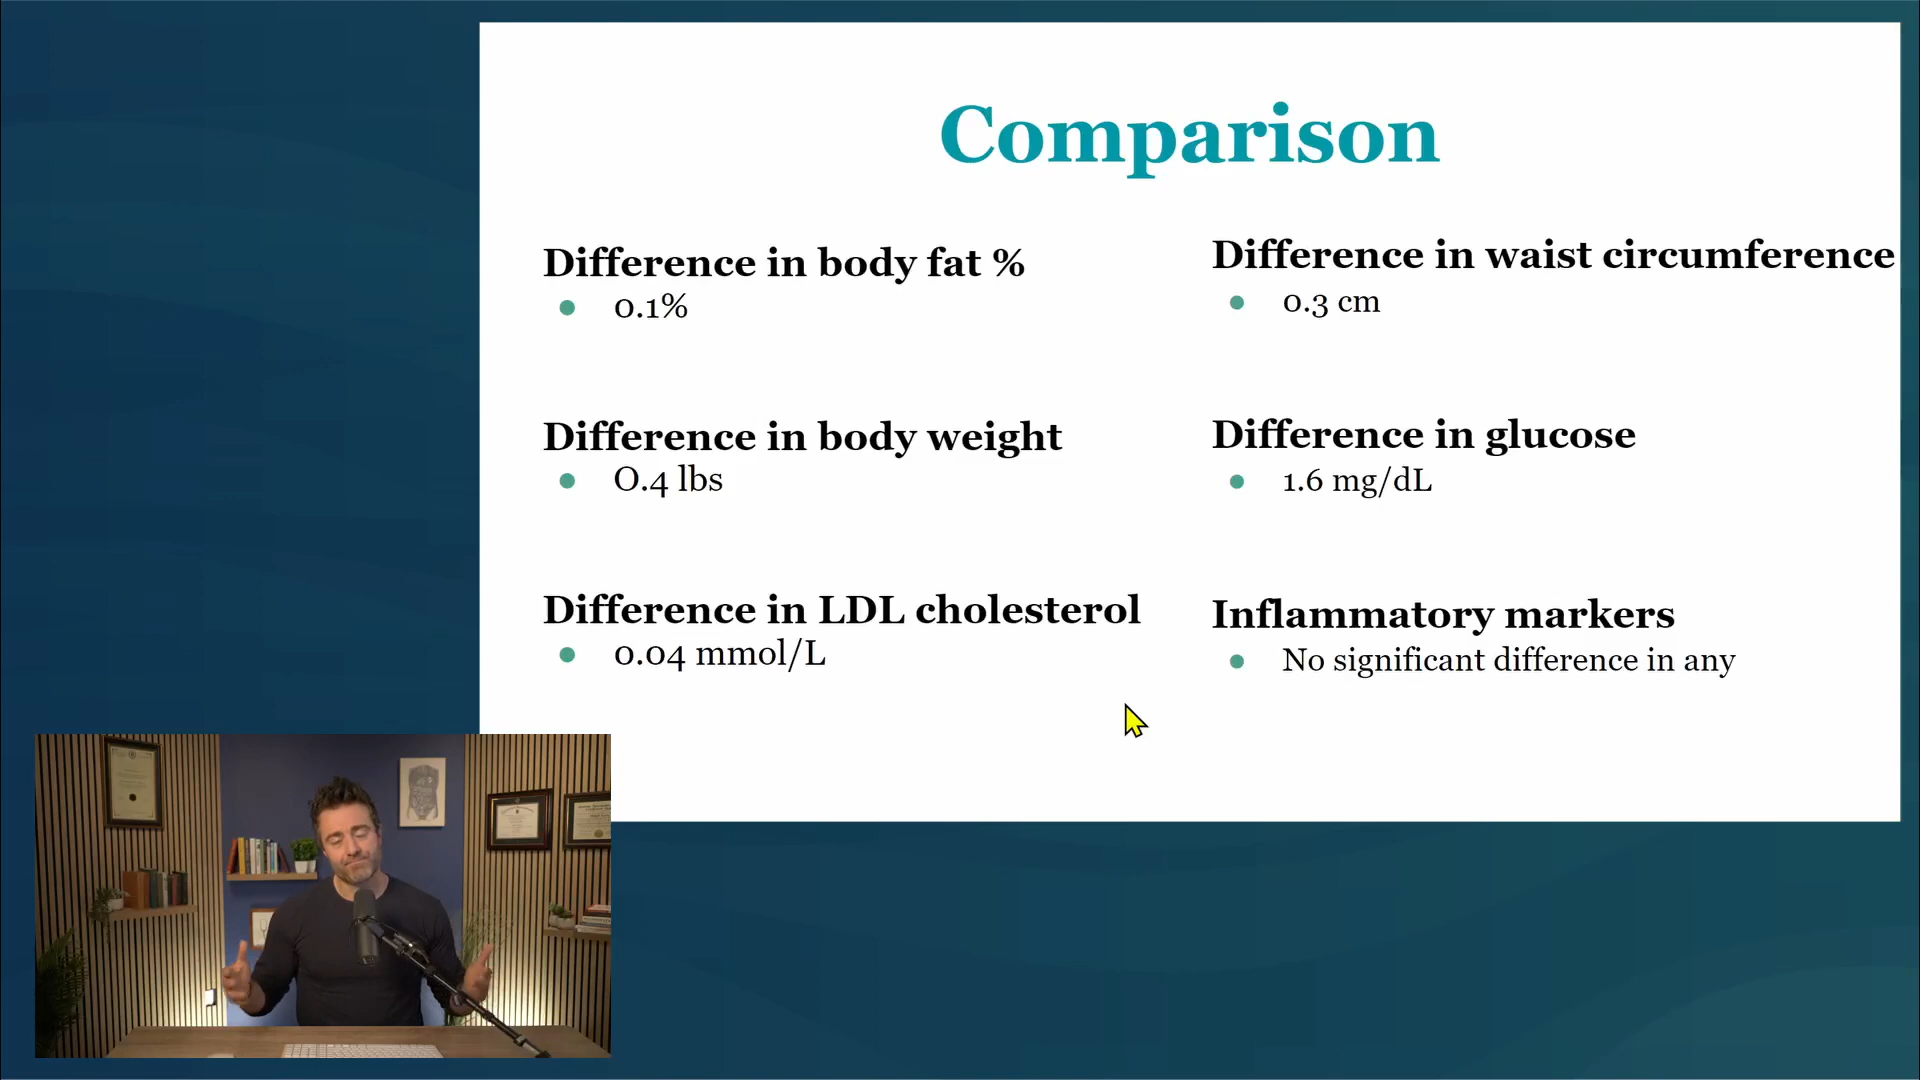 Comparison
Difference in body fat %
0.1%
Difference in body weight
O.4 lbs
Difference in LDL cholesterol
0.04 mmol/L
Difference in waist circumference
0.3 cm
Difference in glucose
1.6 mg/dL
Inflammatory markers
No significant difference in any